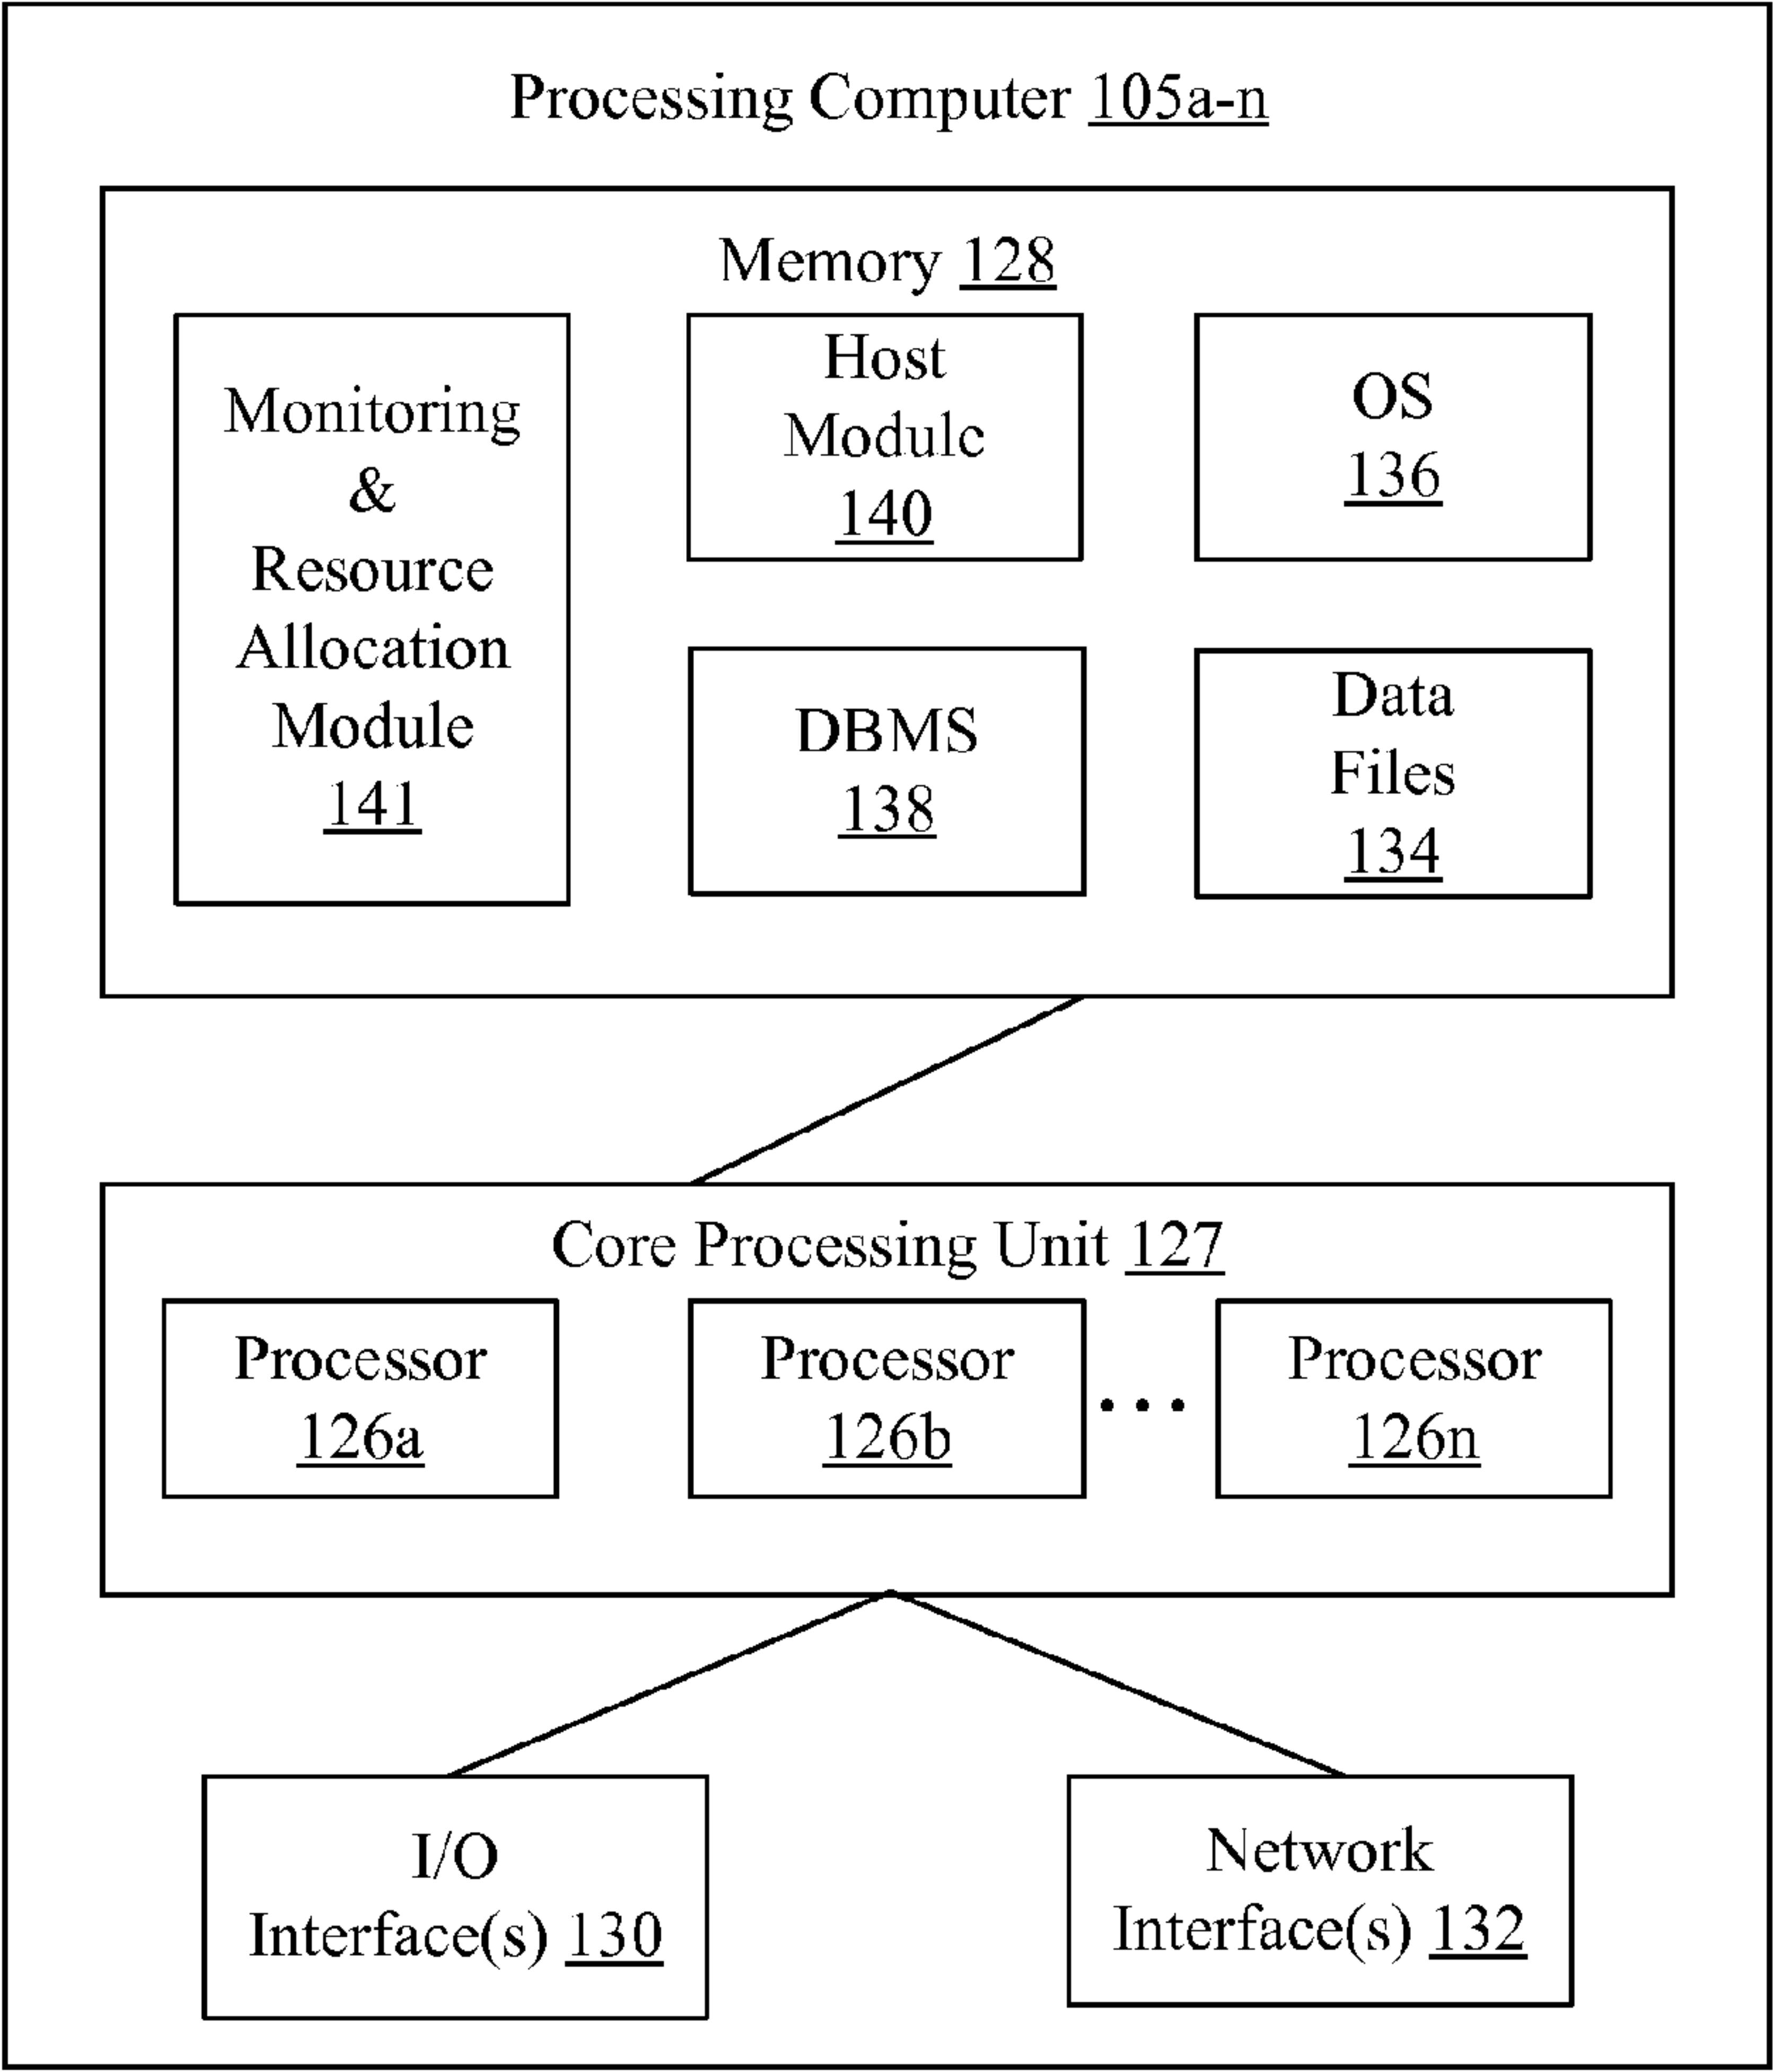 Processing Computer 105a-n
Memory 128
Monitoring
&
Resource
Allocation
Module
141
Host
Module
140
OS
136
DBMS
138
Data
Files
134
Core Processing Unit 127
Processor
126a
Processor
126b
• • •
Processor
126n
I/O
Interface(s) 130
Network
Interface(s) 132